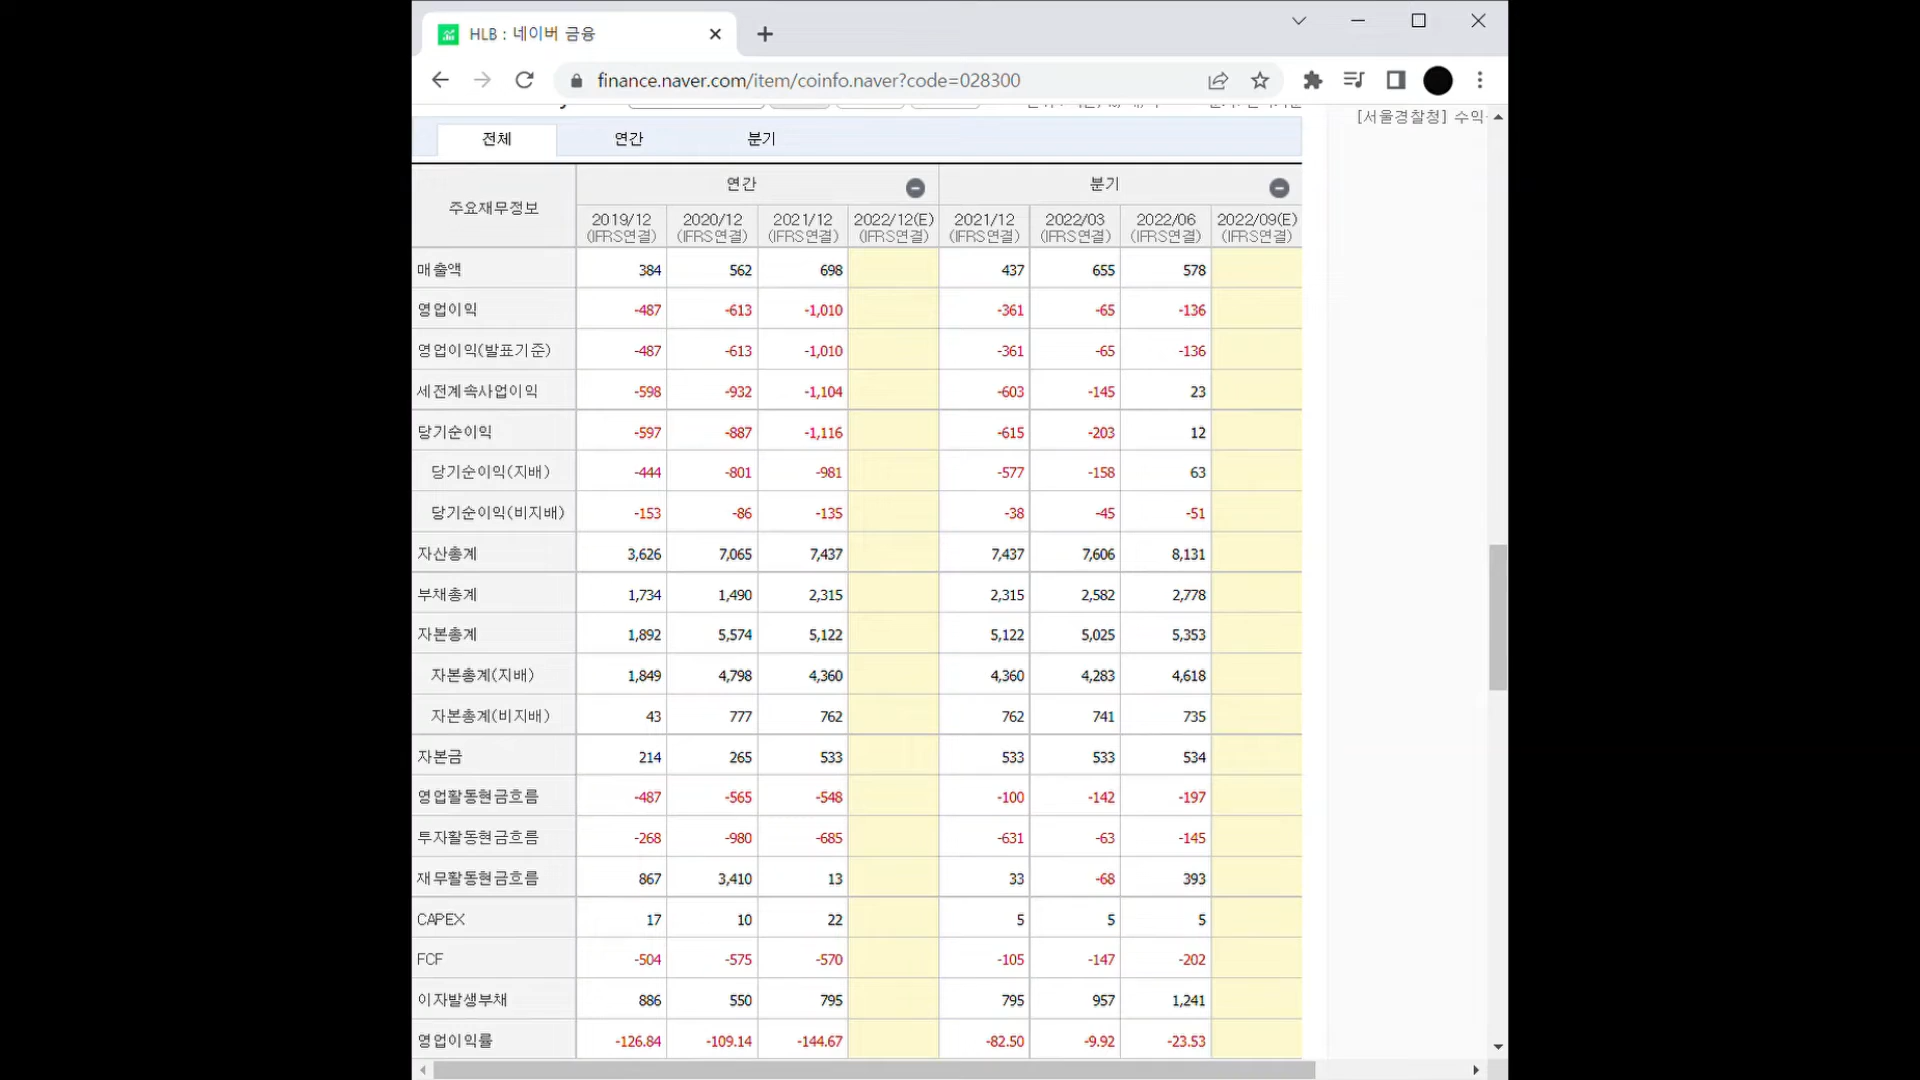 HLB : 네이버 금융
finance.naver.com/item/coinfo.naver?code=028300
[서울경찰청] 수익
전체 연간 분기
주요재무정보 연간 분기
2019/12 2020/12 2021/12 2022/12(E) 2021/12 2022/03 2022/06 2022/09(E)
(IFRS연결) (IFRS연결) (IFRS연결) (IFRS연결) (IFRS연결) (IFRS연결) (IFRS연결) (IFRS연결)
매출액 384 562 698 437 655 578
영업이익 -487 -613 -1,010 -361 -65 -136
영업이익(발표기준) -487 -613 -1,010 -361 -65 -136
세전계속사업이익 -598 -932 -1,104 -603 -145 23
당기순이익 -597 -887 -1,116 -615 -203 12
당기순이익(지배) -444 -801 -981 -577 -158 63
당기순이익(비지배) -153 -86 -135 -38 -45 -51
자산총계 3,626 7,065 7,437 7,437 7,606 8,131
부채총계 1,734 1,490 2,315 2,315 2,582 2,778
자본총계 1,892 5,574 5,122 5,122 5,025 5,353
자본총계(지배) 1,849 4,798 4,360 4,360 4,283 4,618
자본총계(비지배) 43 777 762 762 741 735
자본금 214 265 533 533 533 534
영업활동현금흐름 -487 -565 -548 -100 -142 -197
투자활동현금흐름 -268 -980 -685 -631 -63 -145
재무활동현금흐름 867 3,410 13 33 -68 393
CAPEX 17 10 22 5 5 5
FCF -504 -575 -570 -105 -147 -202
이자발생부채 886 550 795 795 957 1,241
영업이익률 -126.84 -109.14 -144.67 -82.50 -9.92 -23.53